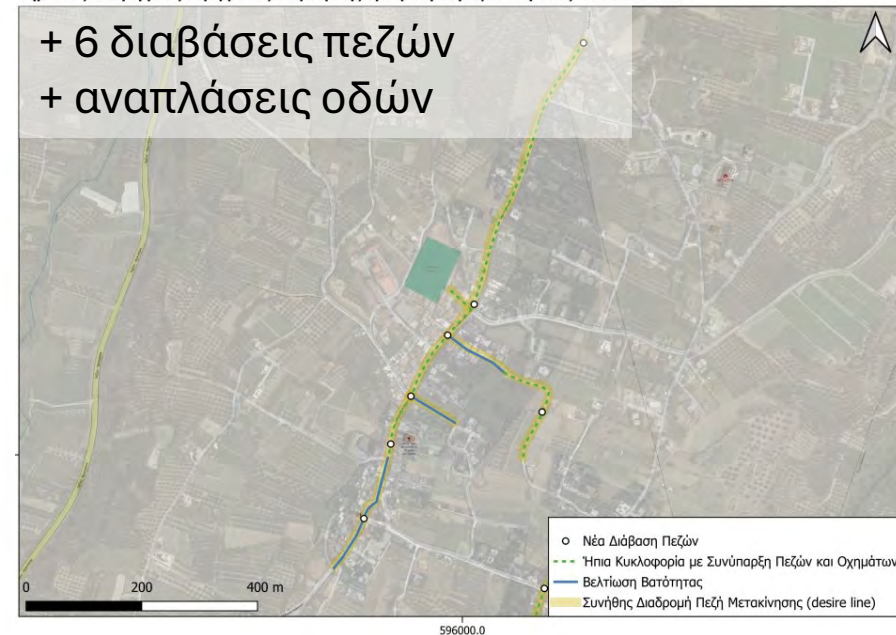 + 6 διαβάσεις πεζών
+ αναπλάσεις οδών
Νέα Διάβαση Πεζών
Ήπια Κυκλοφορία με Συνύπαρξη Πεζών και Οχημάτων
Βελτίωση Βατότητας
Συνήθης Διαδρομή Πεζή Μετακίνησης (desire line)
0 200 400 m
596000.0